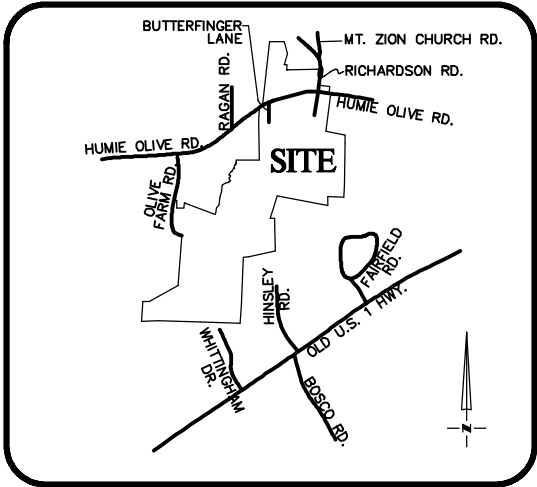 BUTTERFINGER
LANE
MT. ZION CHURCH RD.
RICHARDSON RD.
RAGAN RD.
HUMIE OLIVE RD.
HUMIE OLIVE RD.
SITE
OLIVE
FARM RD.
FAIRFIELD
RD.
HINSLEY
RD.
OLD U.S. 1 HWY.
WHITTINGHAM
DR.
BOSCO RD.
N